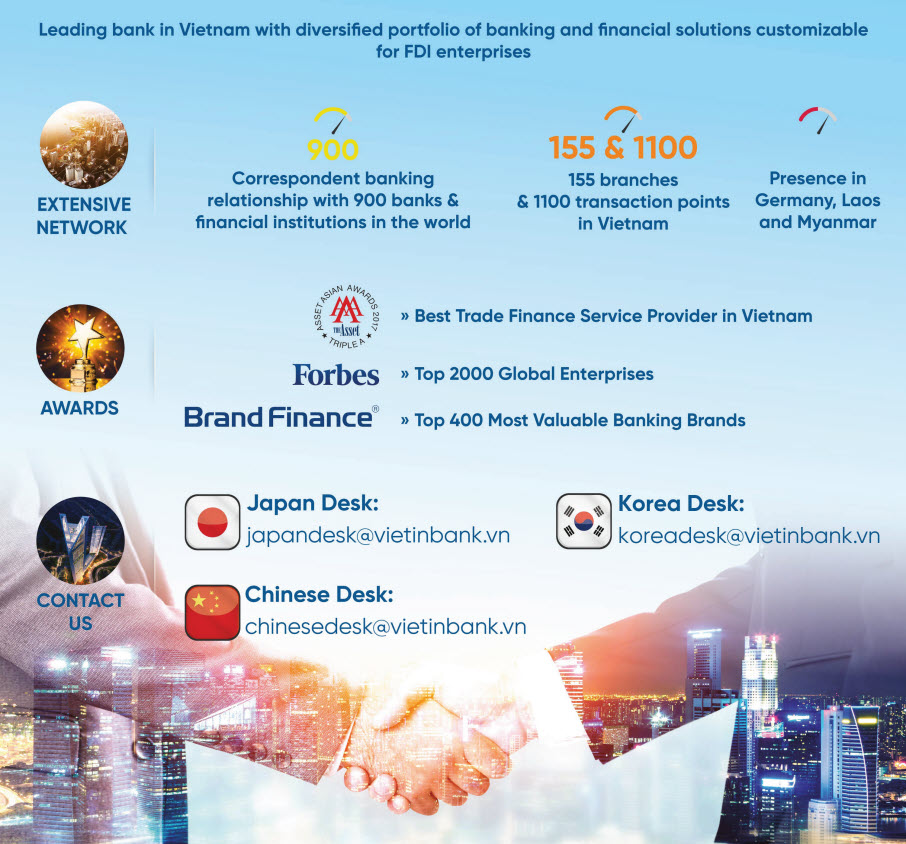 Leading bank in Vietnam with diversified portfolio of banking and financial solutions customizable
for FDI enterprises
EXTENSIVE
NETWORK
900
Correspondent banking
relationship with 900 banks &
financial institutions in the world
155 & 1100
155 branches
& 1100 transaction points
in Vietnam
Presence in
Germany, Laos
and Myanmar
AWARDS
ASSET ASIAN AWARDS 2017
THE Asset
TRIPLE A
» Best Trade Finance Service Provider in Vietnam
Forbes
» Top 2000 Global Enterprises
Brand Finance®
» Top 400 Most Valuable Banking Brands
CONTACT
US
Japan Desk:
japandesk@vietinbank.vn
Korea Desk:
koreadesk@vietinbank.vn
Chinese Desk:
chinesedesk@vietinbank.vn